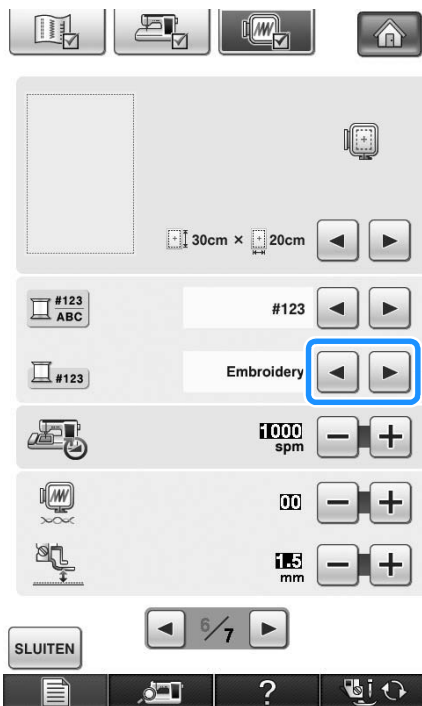 30cm × 20cm
#123
ABC
#123
#123
Embroidery
1000
spm
00
1.5
mm
6/7
SLUITEN
?